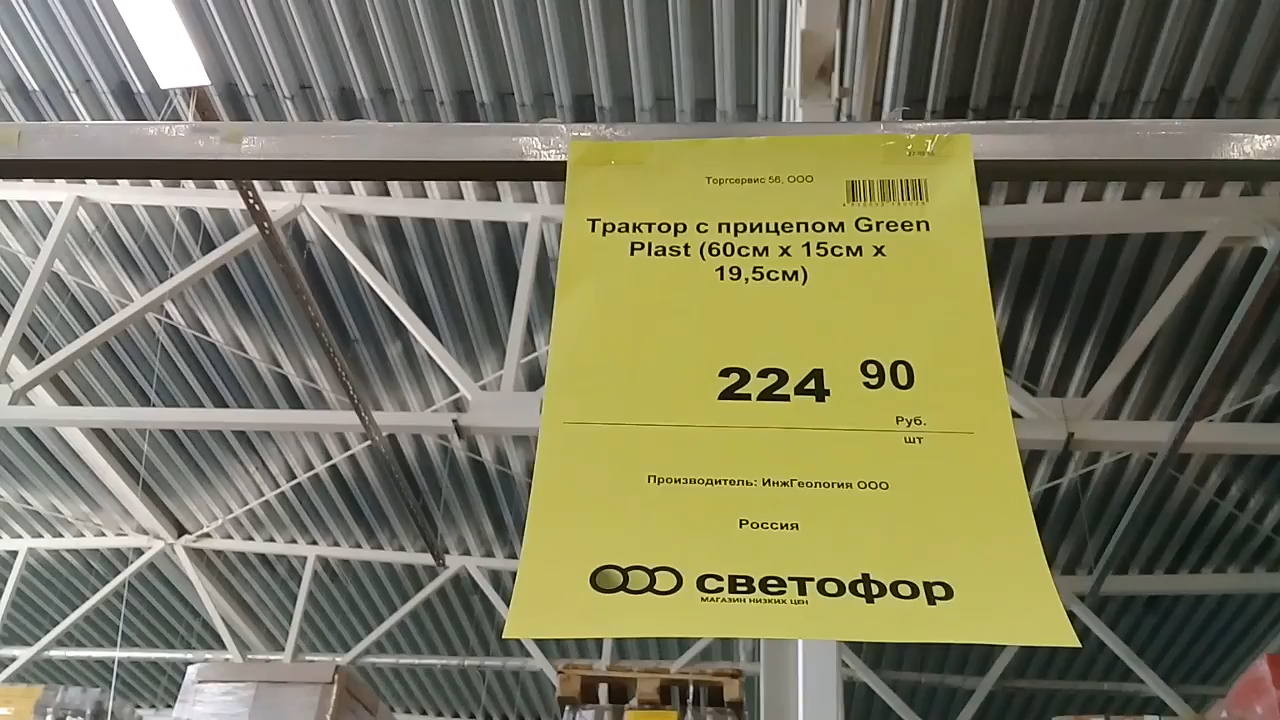 Торгсервис 56, ООО
Трактор с прицепом Green
Plast (60см x 15см x
19,5см)
224 90
Руб.
шт
Производитель: ИнжГеология ООО
Россия
светофор
МАГАЗИН НИЗКИХ ЦЕН